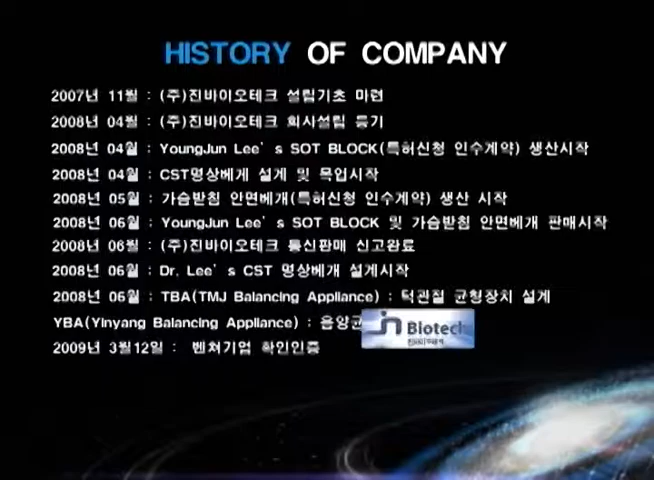 HISTORY OF COMPANY
2007년 11월 : (주)진바이오테크 설립기초 마련
2008년 04월 : (주)진바이오테크 회사설립 등기
2008년 04월 : YoungJun Lee's SOT BLOCK(특허신청 인수계약) 생산시작
2008년 04월 : CST명상베게 설계 및 목업시작
2008년 05월 : 가슴받침 안면베개(특허신청 인수계약) 생산 시작
2008년 06월 : YoungJun Lee's SOT BLOCK 및 가슴받침 안면베개 판매시작
2008년 06월 : (주)진바이오테크 통신판매 신고완료
2008년 06월 : Dr. Lee's CST 명상베개 설계시작
2008년 06월 : TBA(TMJ Balancing Appliance) : 턱관절 균형장치 설계
YBA(Yinyang Balancing Appliance) : 음양균
jn Biotech
2009년 3월12일 : 벤쳐기업 확인인증